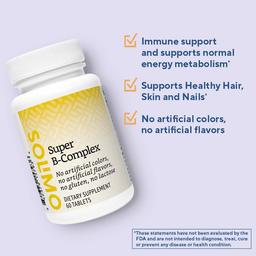 Immune support
and supports normal
energy metabolism*
Supports Healthy Hair,
Skin and Nails*
No artificial colors,
no artificial flavors
SOLIMO
Super
B-Complex
No artificial colors,
no artificial flavors,
no gluten, no lactose
DIETARY SUPPLEMENT
60 TABLETS
*These statements have not been evaluated by the
FDA and are not intended to diagnose, treat, cure
or prevent any disease or health condition.